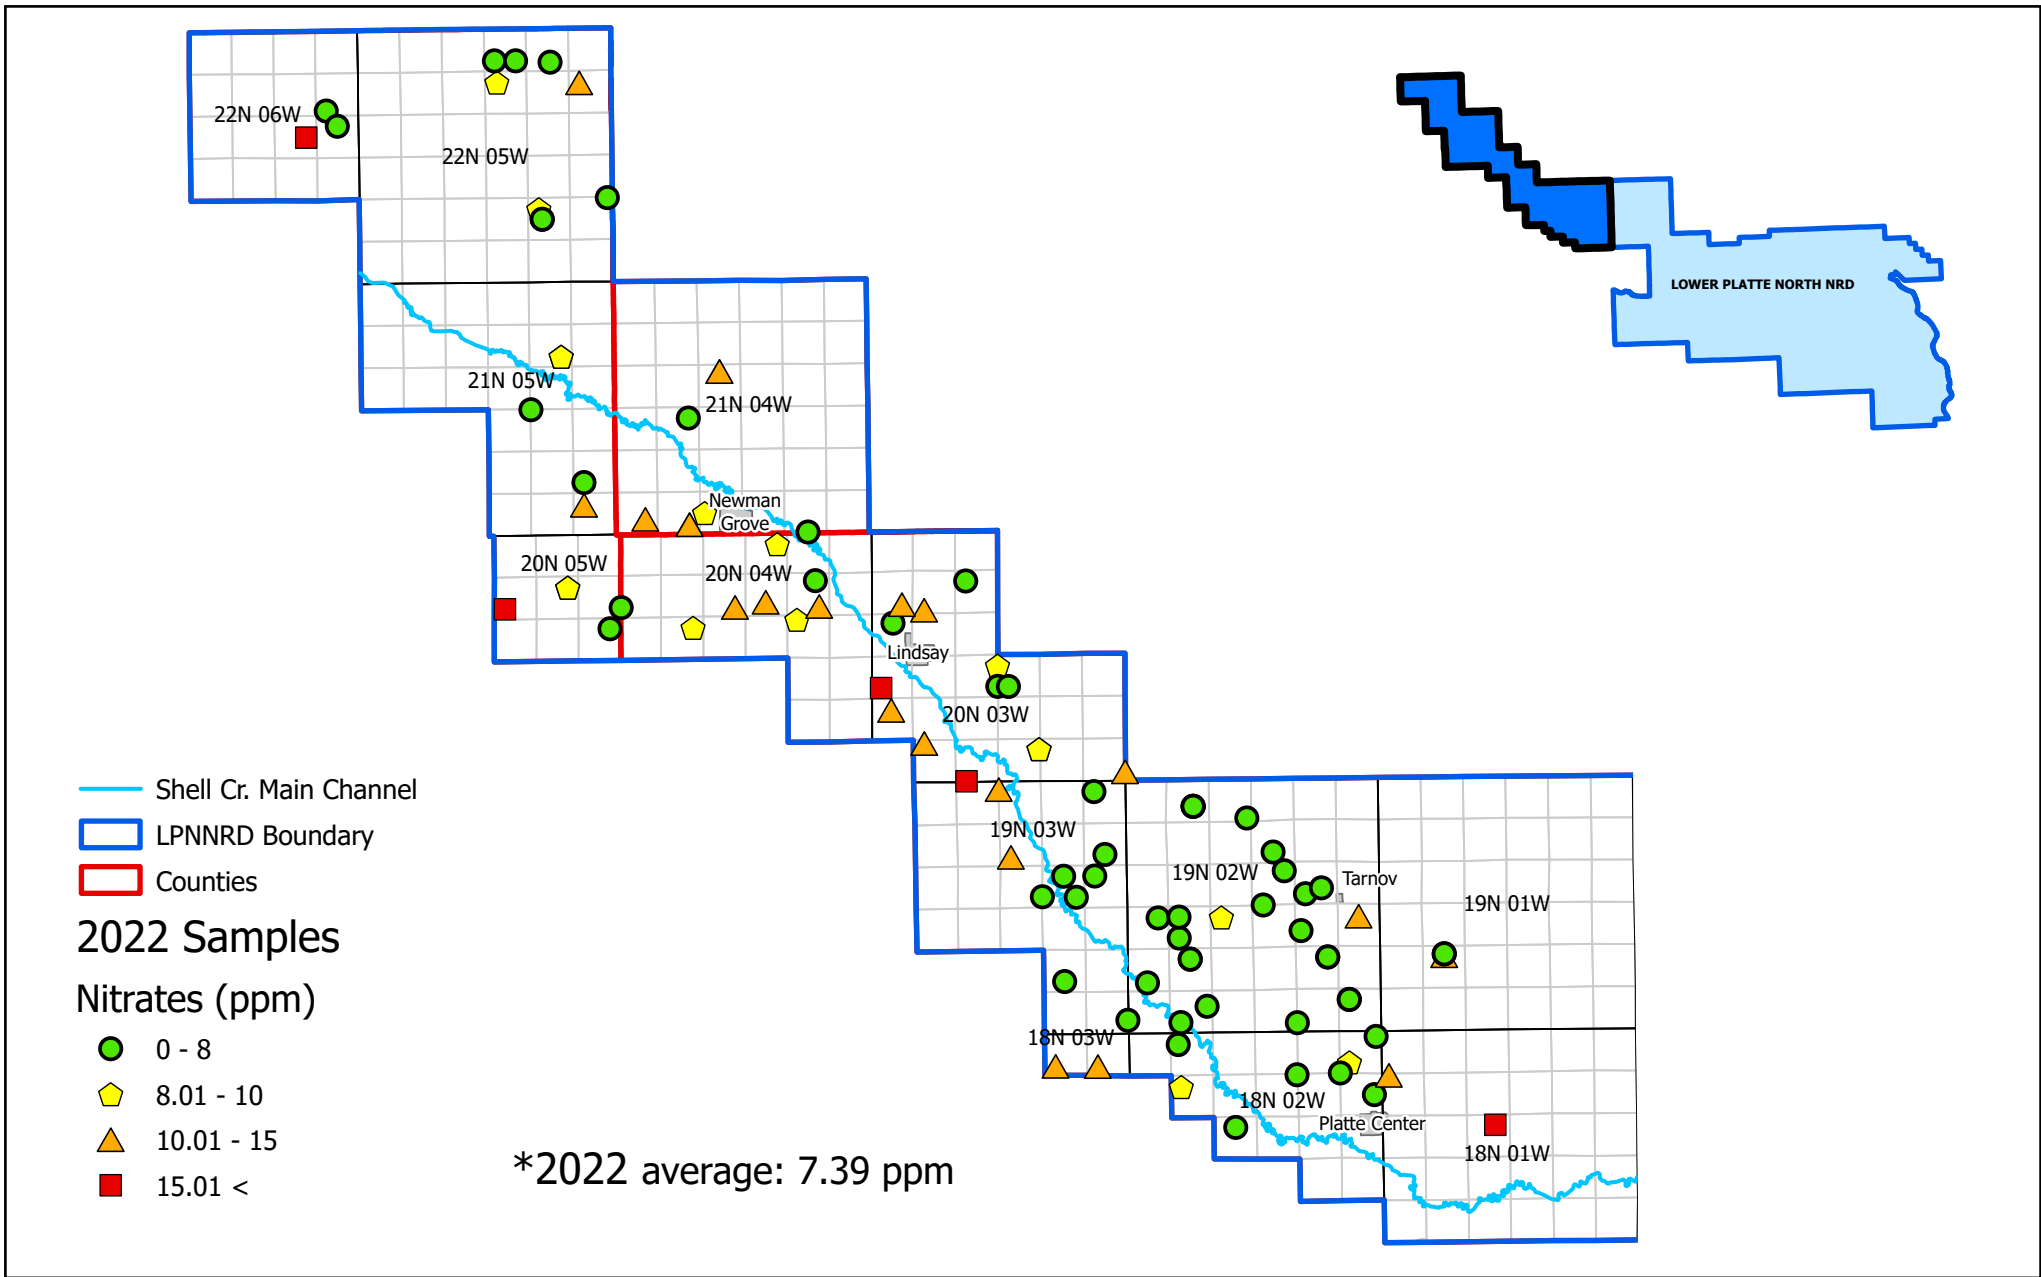 22N 06W
22N 05W
LOWER PLATTE NORTH NRD
21N 05W
21N 04W
Newman
Grove
20N 05W
20N 04W
Lindsay
20N 03W
Shell Cr. Main Channel
LPNNRD Boundary
Counties
2022 Samples
Nitrates (ppm)
0 - 8
8.01 - 10
10.01 - 15
15.01 <
19N 03W
19N 02W
Tarnov
19N 01W
18N 03W
18N 02W
Platte Center
18N 01W
*2022 average: 7.39 ppm